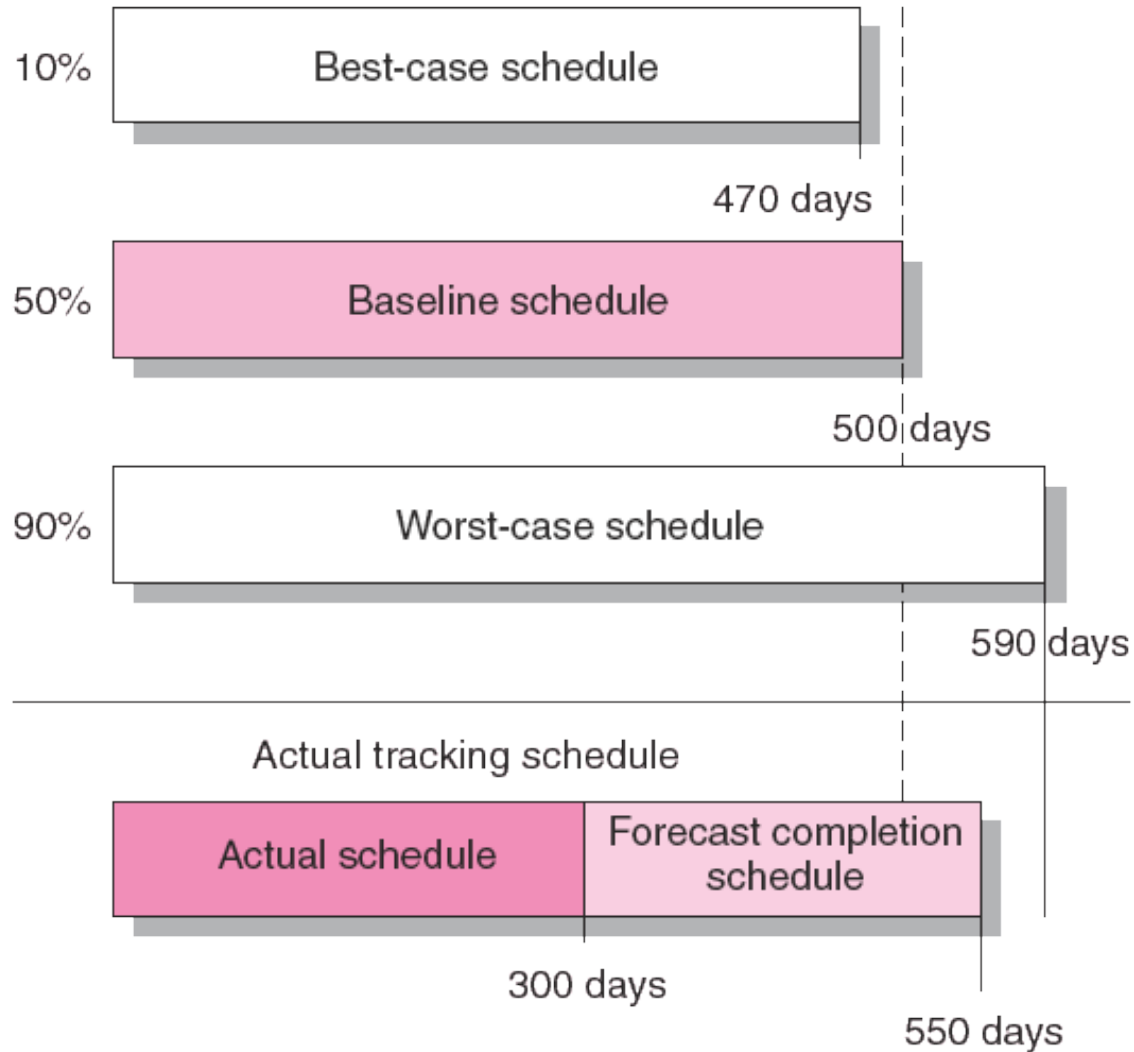 10%
Best-case schedule
470 days
50%
Baseline schedule
500 days
90%
Worst-case schedule
590 days
Actual tracking schedule
Actual schedule
Forecast completion
schedule
300 days
550 days